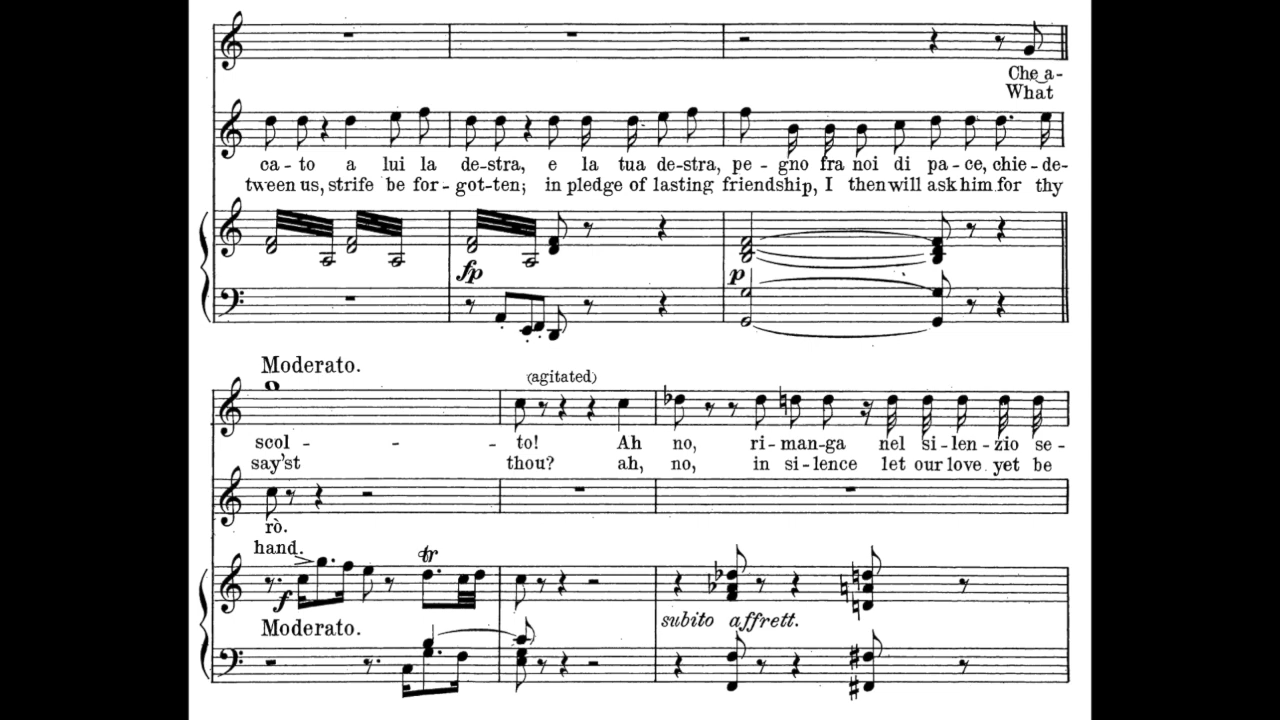 Che a-
What
ca - to a lui la de-stra, e la tua de-stra, pe - gno fra noi di pa - ce, chie - de-
tween us, strife be for - got - ten; in pledge of lasting friendship, I then will ask him for thy
fp
p
Moderato.
(agitated)
scol - - - to! Ah no, ri - man-ga nel si - len - zio se -
say'st thou? ah, no, in si-lence let our love yet be
rò.
hand.
tr
f
subito affrett.
Moderato.